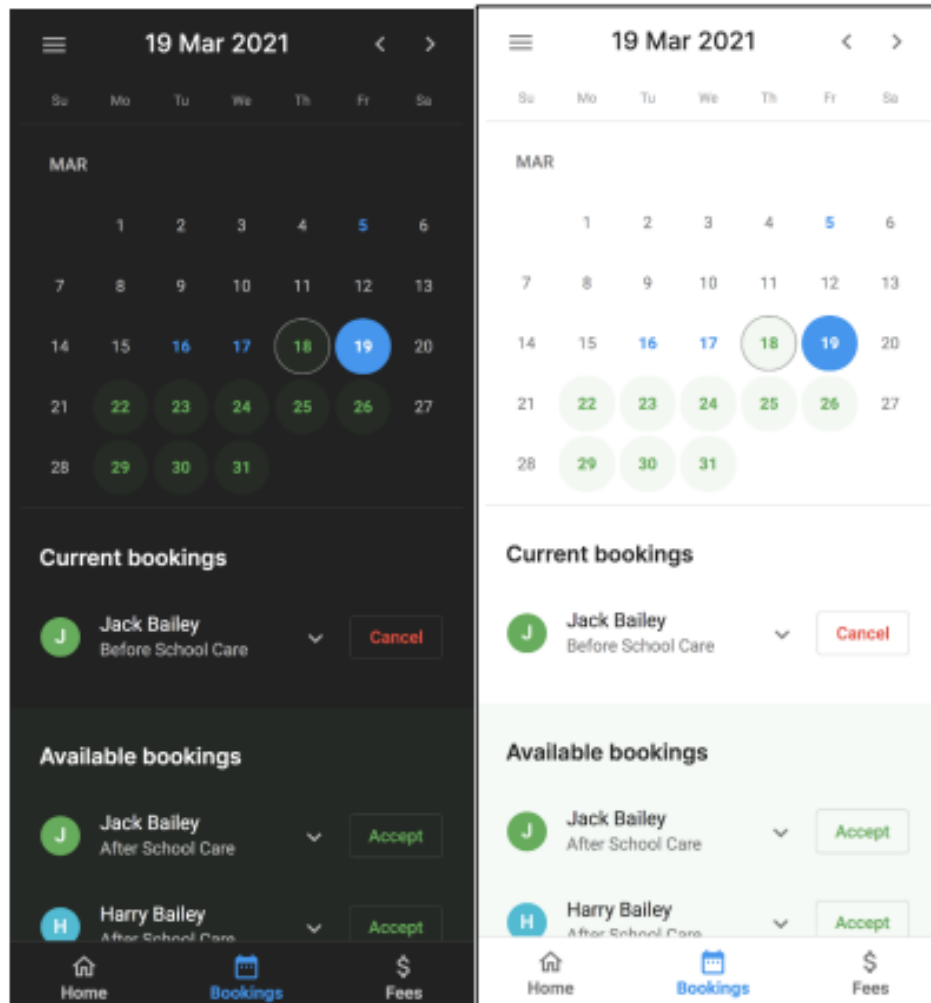 19 Mar 2021 < >
Su Mo Tu We Th Fr Sa
MAR
1 2 3 4 5 6
7 8 9 10 11 12 13
14 15 16 17 18 19 20
21 22 23 24 25 26 27
28 29 30 31
Current bookings
J Jack Bailey
Before School Care
Cancel
Available bookings
J Jack Bailey
After School Care
Accept
H Harry Bailey
After School Care
Accept
Home Bookings $ Fees
19 Mar 2021 < >
Su Mo Tu We Th Fr Sa
MAR
1 2 3 4 5 6
7 8 9 10 11 12 13
14 15 16 17 18 19 20
21 22 23 24 25 26 27
28 29 30 31
Current bookings
J Jack Bailey
Before School Care
Cancel
Available bookings
J Jack Bailey
After School Care
Accept
H Harry Bailey
After School Care
Accept
Home Bookings $ Fees